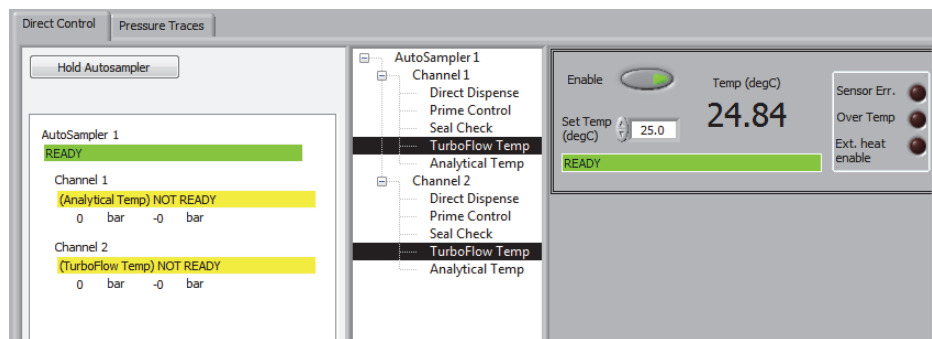 Direct Control
Pressure Traces
Hold Autosampler
AutoSampler 1
READY
Channel 1
(Analytical Temp) NOT READY
0 bar -0 bar
Channel 2
(TurboFlow Temp) NOT READY
0 bar -0 bar
AutoSampler 1
Channel 1
Direct Dispense
Prime Control
Seal Check
TurboFlow Temp
Analytical Temp
Channel 2
Direct Dispense
Prime Control
Seal Check
TurboFlow Temp
Analytical Temp
Enable
Set Temp
(degC)
25.0
READY
Temp (degC)
24.84
Sensor Err.
Over Temp
Ext. heat
enable